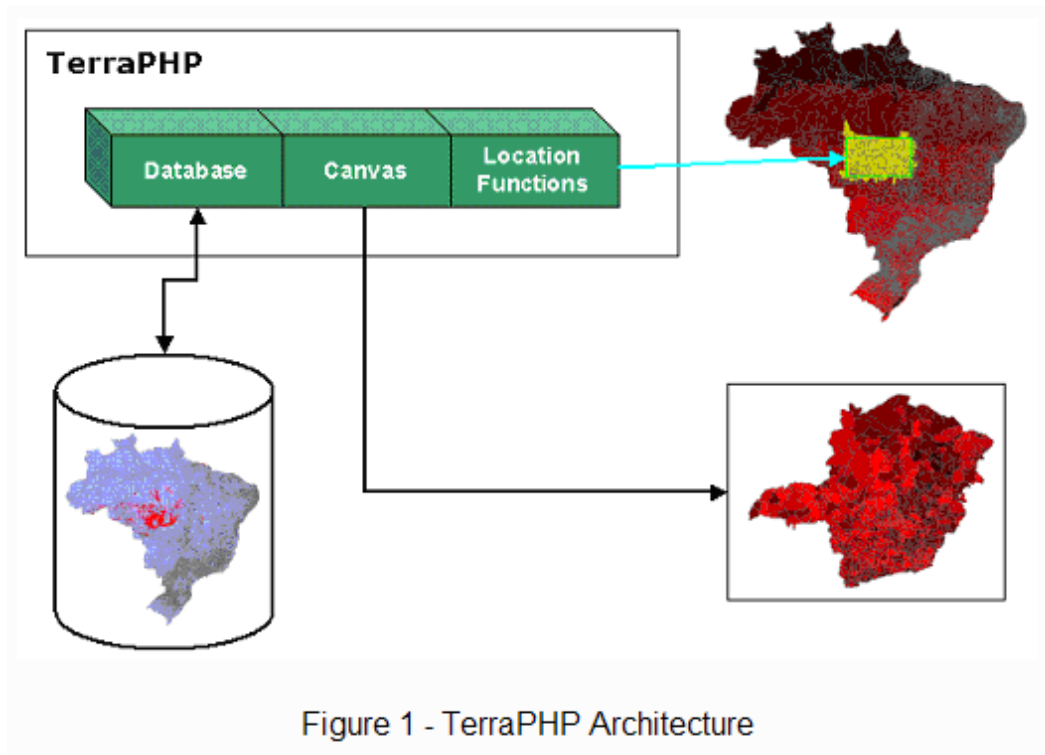 TerraPHP
Database
Canvas
Location
Functions
Figure 1 - TerraPHP Architecture